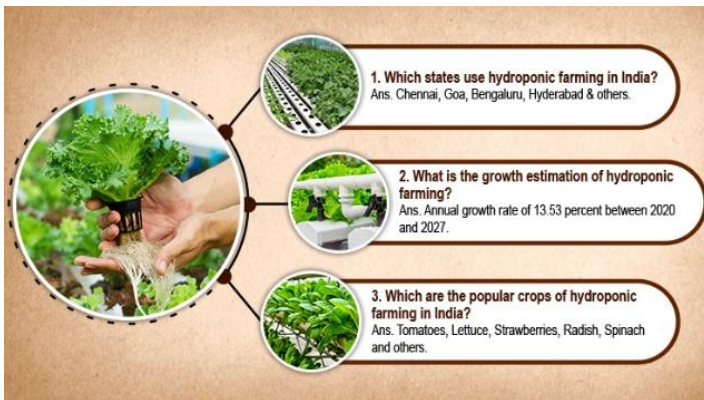 1. Which states use hydroponic farming in India?
Ans. Chennai, Goa, Bengaluru, Hyderabad & others.
2. What is the growth estimation of hydroponic
farming?
Ans. Annual growth rate of 13.53 percent between 2020
and 2027.
3. Which are the popular crops of hydroponic
farming in India?
Ans. Tomatoes, Lettuce, Strawberries, Radish, Spinach
and others.